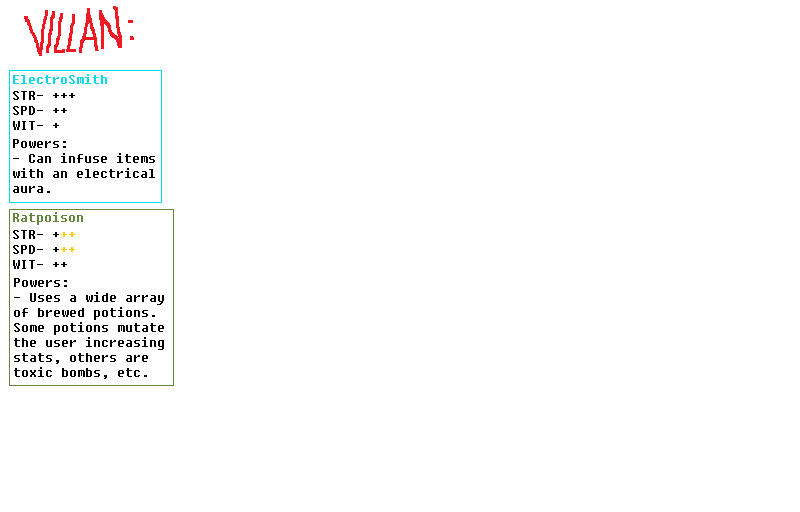 VILLAN:
ElectroSmith
STR- +++
SPD- ++
WIT- +
Powers:
- Can infuse items
with an electrical
aura.
Ratpoison
STR- +++
SPD- +++
WIT- ++
Powers:
- Uses a wide array
of brewed potions.
Some potions mutate
the user increasing
stats, others are
toxic bombs, etc.